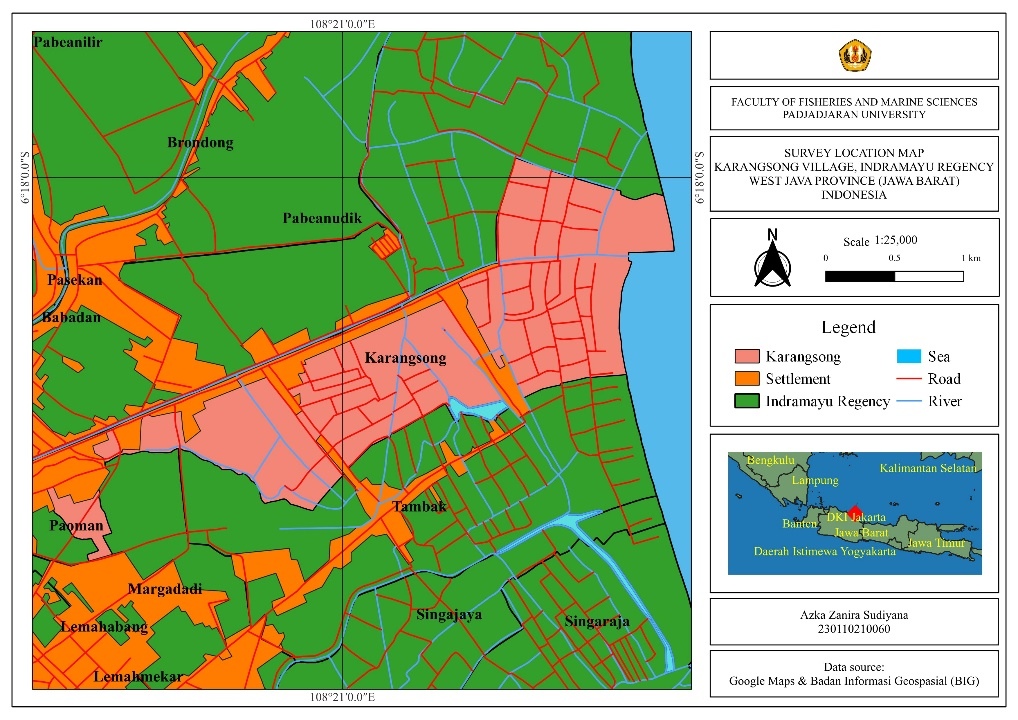 108°21'0.0"E
Pabeanilir
Brondong
6°18'0.0"S
6°18'0.0"S
Pabeanudik
Pasekan
Babadan
Karangsong
Tambak
Paoman
Margadadi
Lemahabang
Singajaya
Singaraja
Lemahmekar
108°21'0.0"E
FACULTY OF FISHERIES AND MARINE SCIENCES
PADJADJARAN UNIVERSITY
SURVEY LOCATION MAP
KARANGSONG VILLAGE, INDRAMAYU REGENCY
WEST JAVA PROVINCE (JAWA BARAT)
INDONESIA
N
Scale 1:25,000
0 0.5 1 km
Legend
Karangsong
Settlement
Indramayu Regency
Sea
Road
River
Bengkulu
Kalimantan Selatan
Lampung
DKI Jakarta
Banten
Jawa Barat
Jawa Timur
Daerah Istimewa Yogyakarta
Azka Zanira Sudiyana
230110210060
Data source:
Google Maps & Badan Informasi Geospasial (BIG)